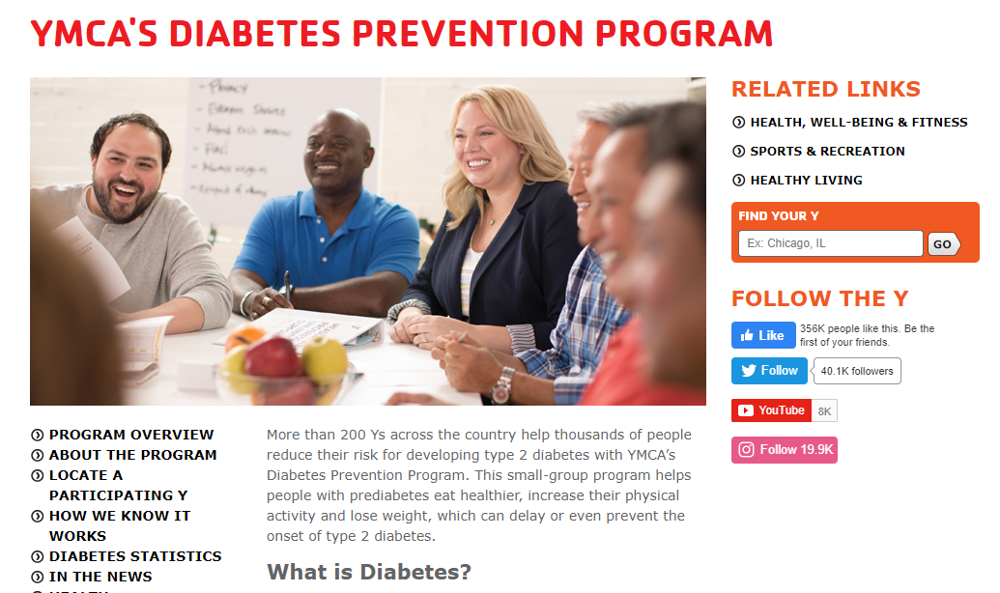 YMCA'S DIABETES PREVENTION PROGRAM
- PRIVACY
- FUN!
RELATED LINKS
HEALTH, WELL-BEING & FITNESS
SPORTS & RECREATION
HEALTHY LIVING
FIND YOUR Y
Ex: Chicago, IL
GO
FOLLOW THE Y
Like
356K people like this. Be the
first of your friends.
Follow
40.1K followers
YouTube
8K
Follow 19.9K
PROGRAM OVERVIEW
ABOUT THE PROGRAM
LOCATE A
PARTICIPATING Y
HOW WE KNOW IT
WORKS
DIABETES STATISTICS
IN THE NEWS
More than 200 Ys across the country help thousands of people
reduce their risk for developing type 2 diabetes with YMCA’s
Diabetes Prevention Program. This small-group program helps
people with prediabetes eat healthier, increase their physical
activity and lose weight, which can delay or even prevent the
onset of type 2 diabetes.
What is Diabetes?